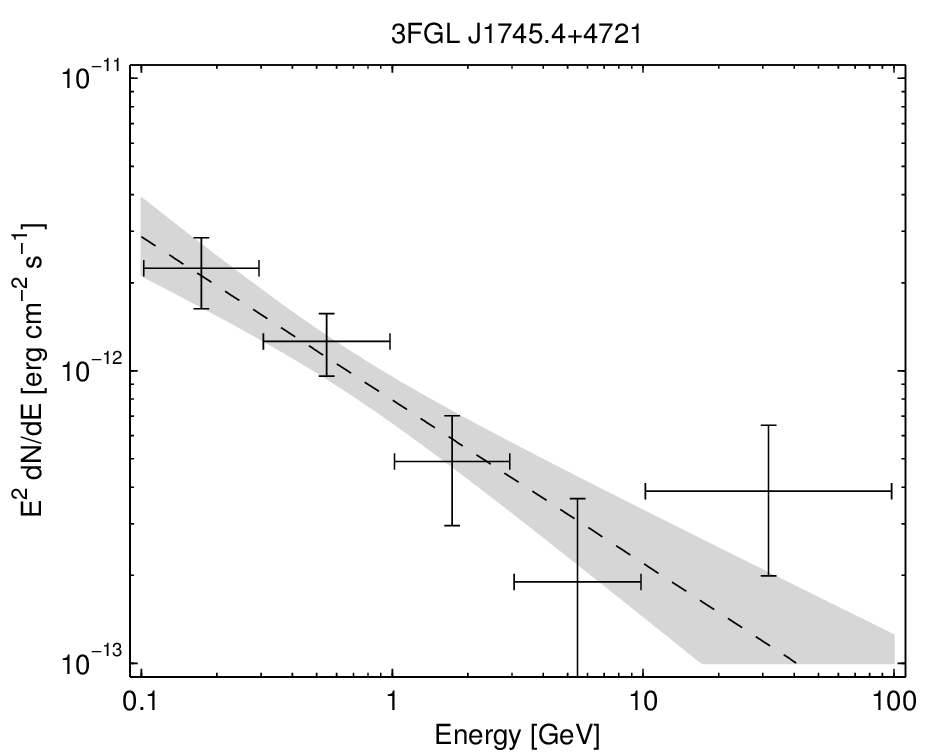 3FGL J1745.4+4721
10⁻¹¹
10⁻¹²
10⁻¹³
E² dN/dE [erg cm⁻² s⁻¹]
0.1 1 10 100
Energy [GeV]